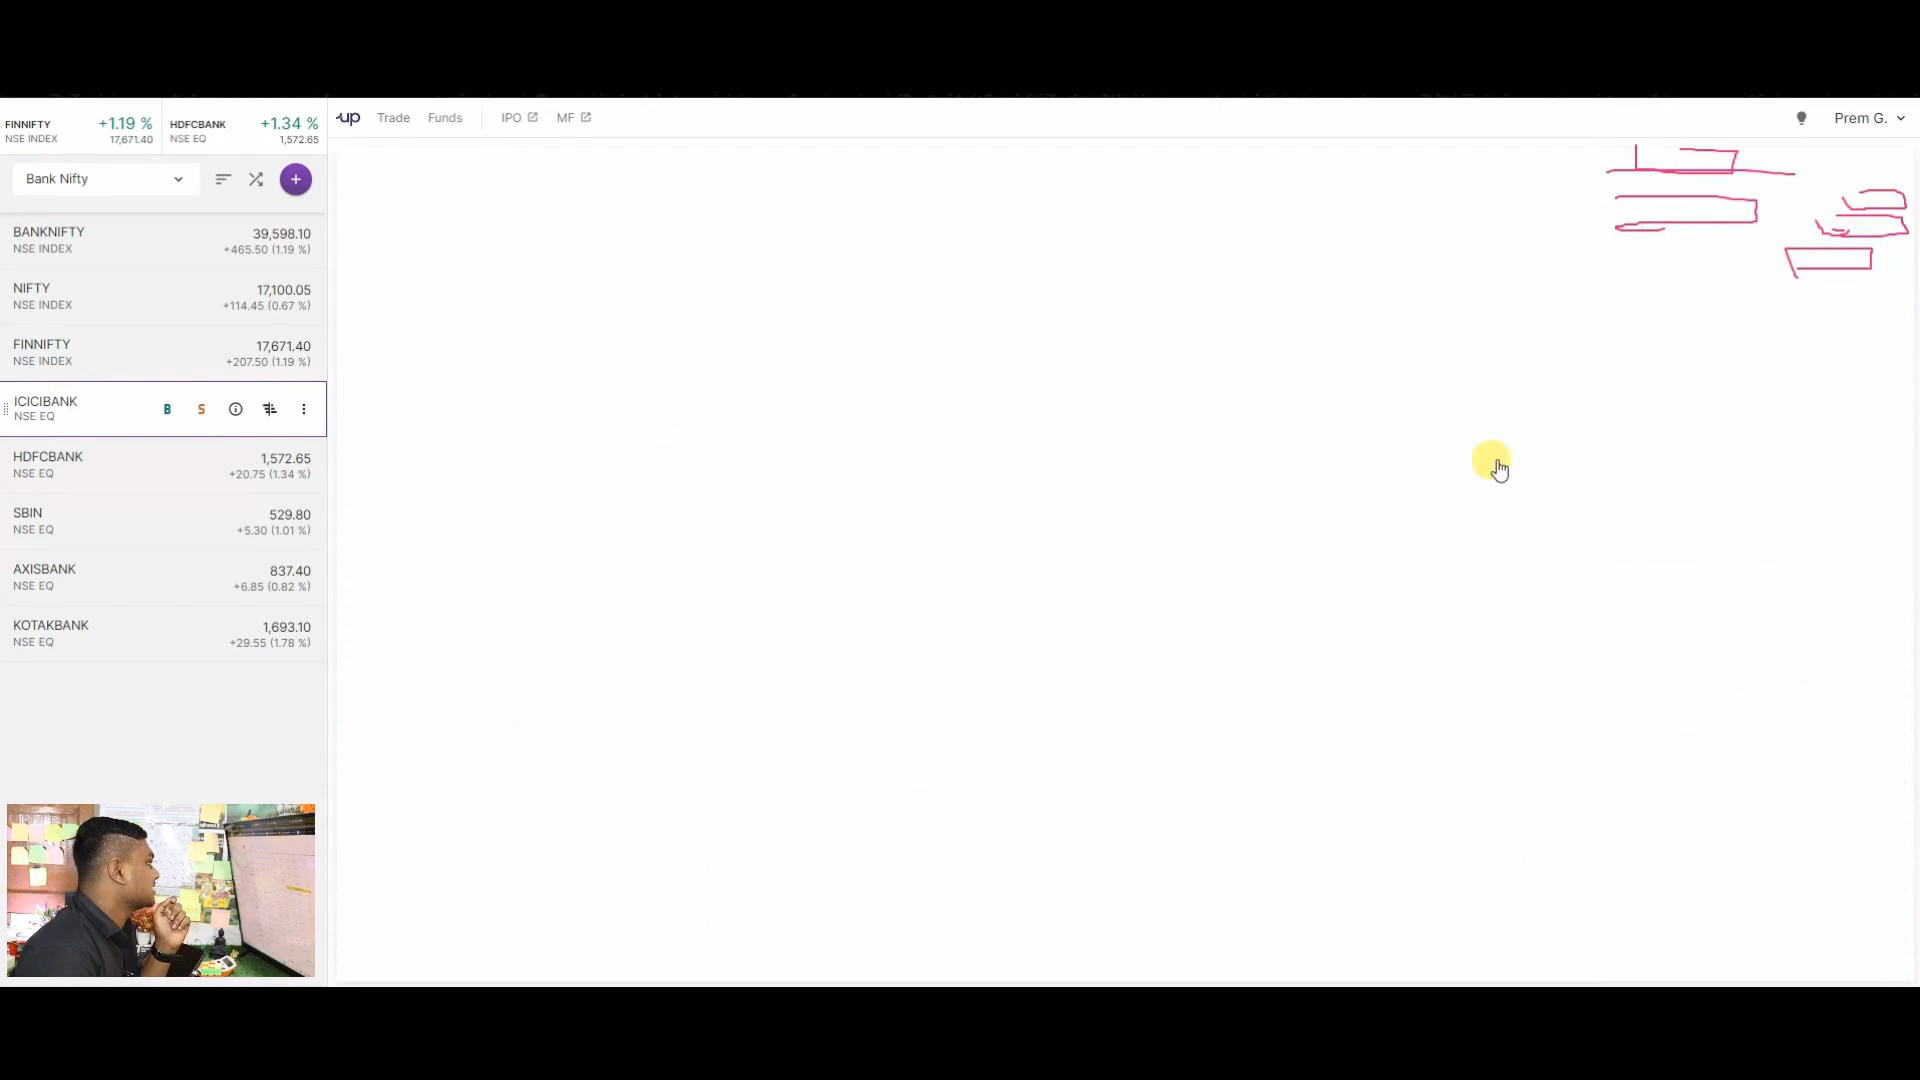 FINNIFTY +1.19 %
NSE INDEX 17,671.40
HDFCBANK +1.34 %
NSE EQ 1,572.65
up Trade Funds IPO MF
Prem G.
Bank Nifty
BANKNIFTY 39,598.10
NSE INDEX +465.50 (1.19 %)
NIFTY 17,100.05
NSE INDEX +114.45 (0.67 %)
FINNIFTY 17,671.40
NSE INDEX +207.50 (1.19 %)
ICICIBANK B S
NSE EQ
HDFCBANK 1,572.65
NSE EQ +20.75 (1.34 %)
SBIN 529.80
NSE EQ +5.30 (1.01 %)
AXISBANK 837.40
NSE EQ +6.85 (0.82 %)
KOTAKBANK 1,693.10
NSE EQ +29.55 (1.78 %)